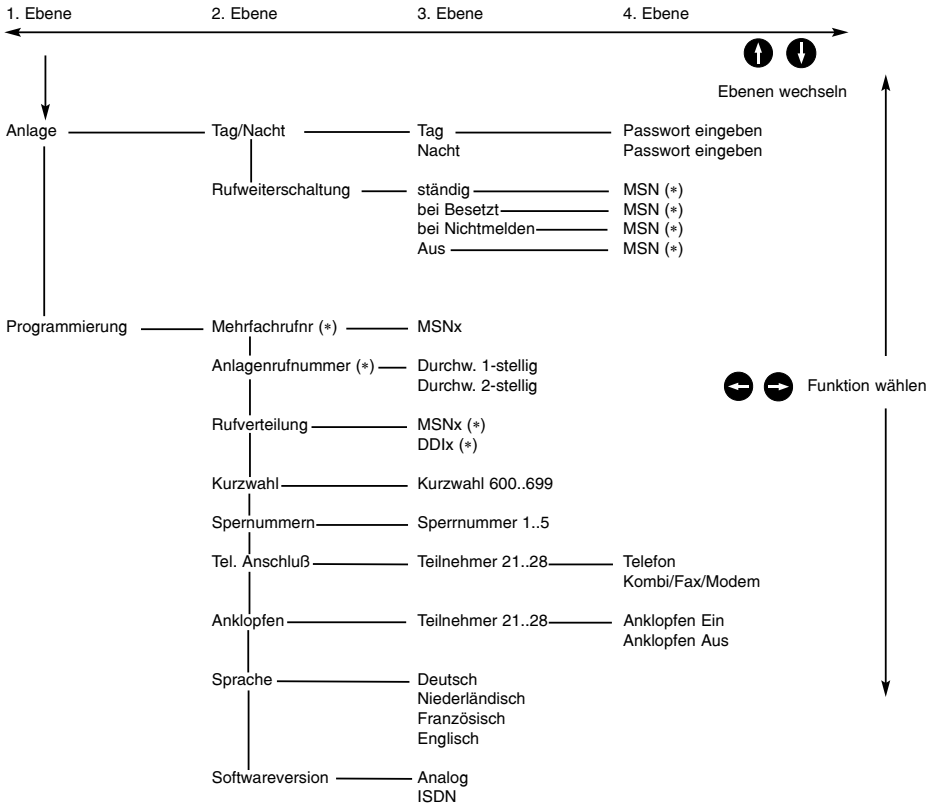 1. Ebene 2. Ebene 3. Ebene 4. Ebene
Ebenen wechseln
Anlage Tag/Nacht Tag Passwort eingeben
Nacht Passwort eingeben
Rufweiterschaltung ständig MSN (*)
bei Besetzt MSN (*)
bei Nichtmelden MSN (*)
Aus MSN (*)
Programmierung Mehrfachrufnr (*) MSNx
Anlagenrufnummer (*) Durchw. 1-stellig
Durchw. 2-stellig
Funktion wählen
Rufverteilung MSNx (*)
DDIx (*)
Kurzwahl Kurzwahl 600..699
Spernummern Sperrnummer 1..5
Tel. Anschluß Teilnehmer 21..28 Telefon
Kombi/Fax/Modem
Anklopfen Teilnehmer 21..28 Anklopfen Ein
Anklopfen Aus
Sprache Deutsch
Niederländisch
Französisch
Englisch
Softwareversion Analog
ISDN